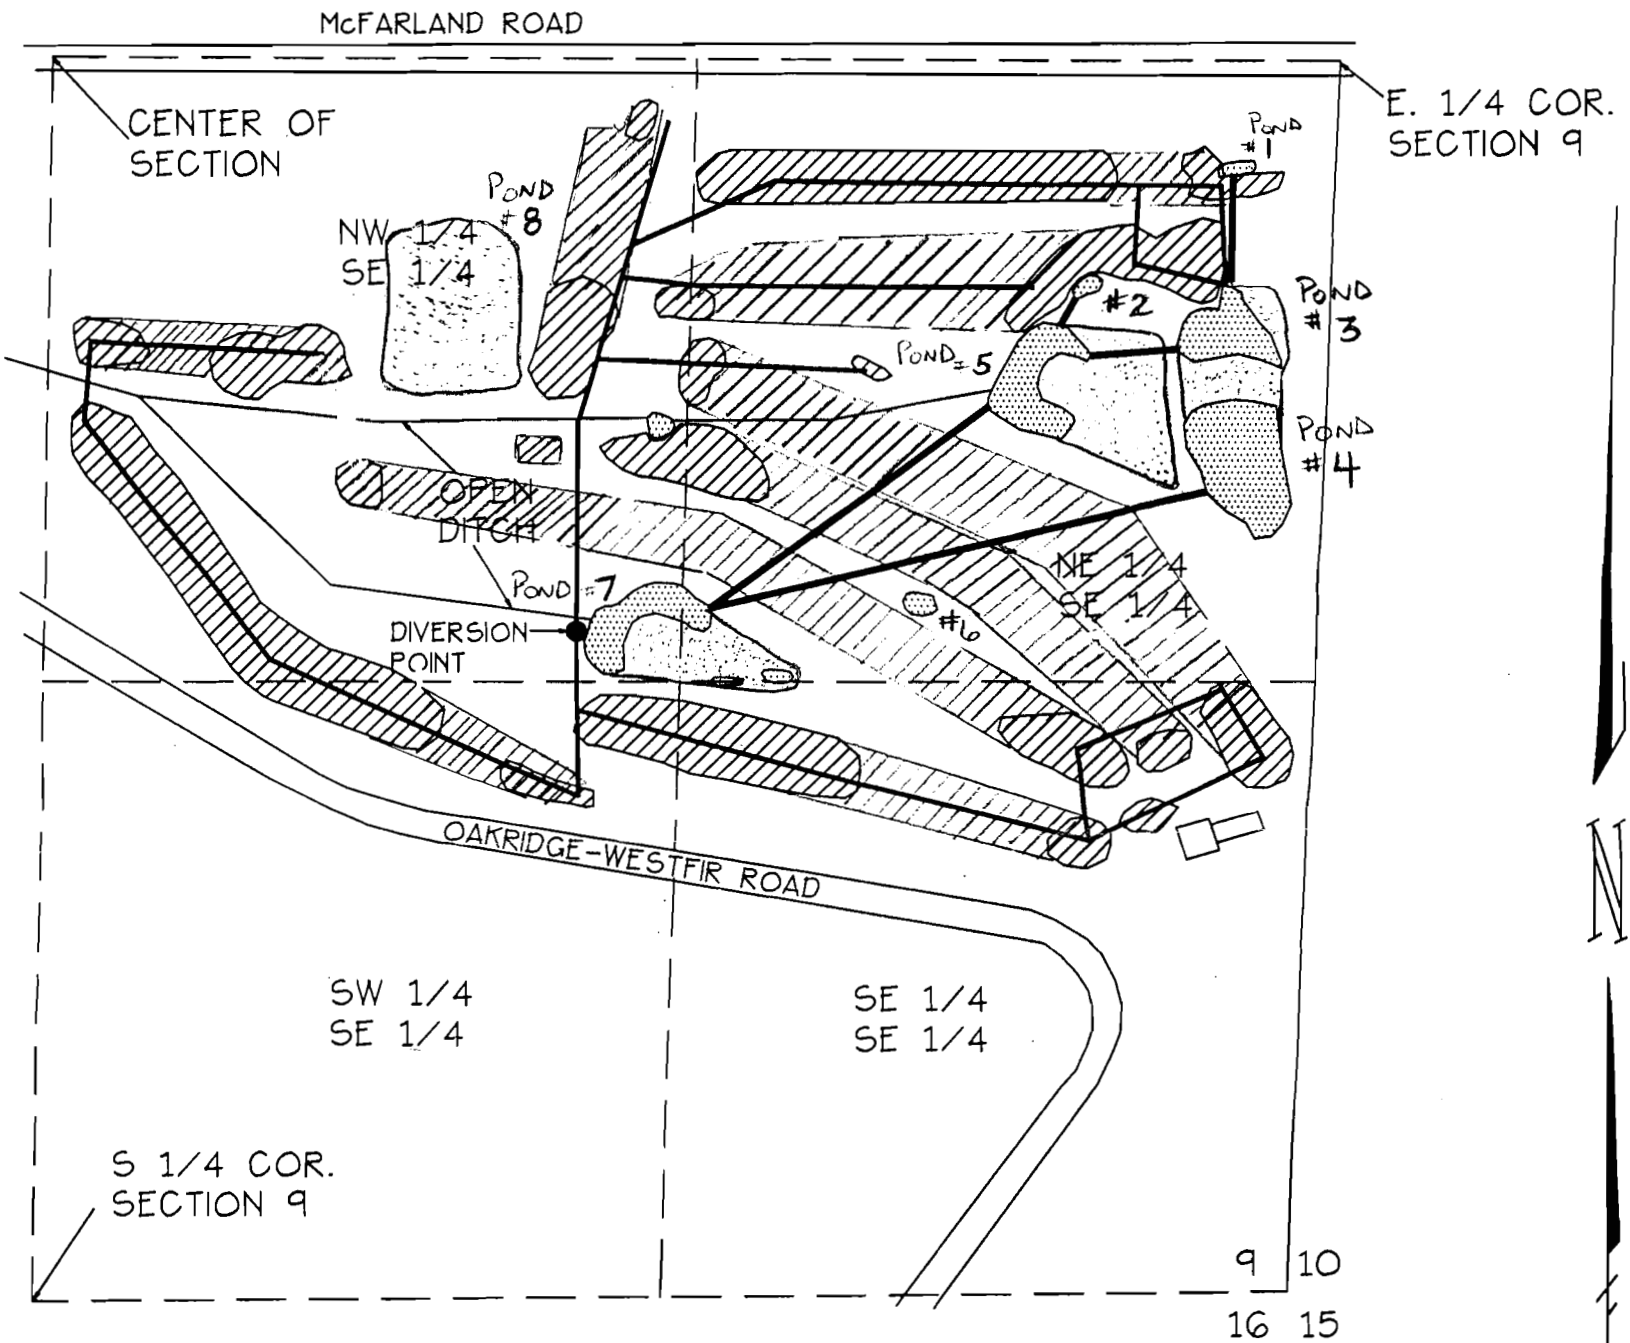 McFARLAND ROAD
CENTER OF
SECTION
E. 1/4 COR.
SECTION 9
POND
#1
POND
#8
NW 1/4
SE 1/4
#2
POND
#3
POND #5
POND
#4
OPEN
DITCH
NE 1/4
SE 1/4
POND #7
#6
DIVERSION
POINT
OAKRIDGE-WESTFIR ROAD
N
SW 1/4
SE 1/4
SE 1/4
SE 1/4
S 1/4 COR.
SECTION 9
9 10
16 15